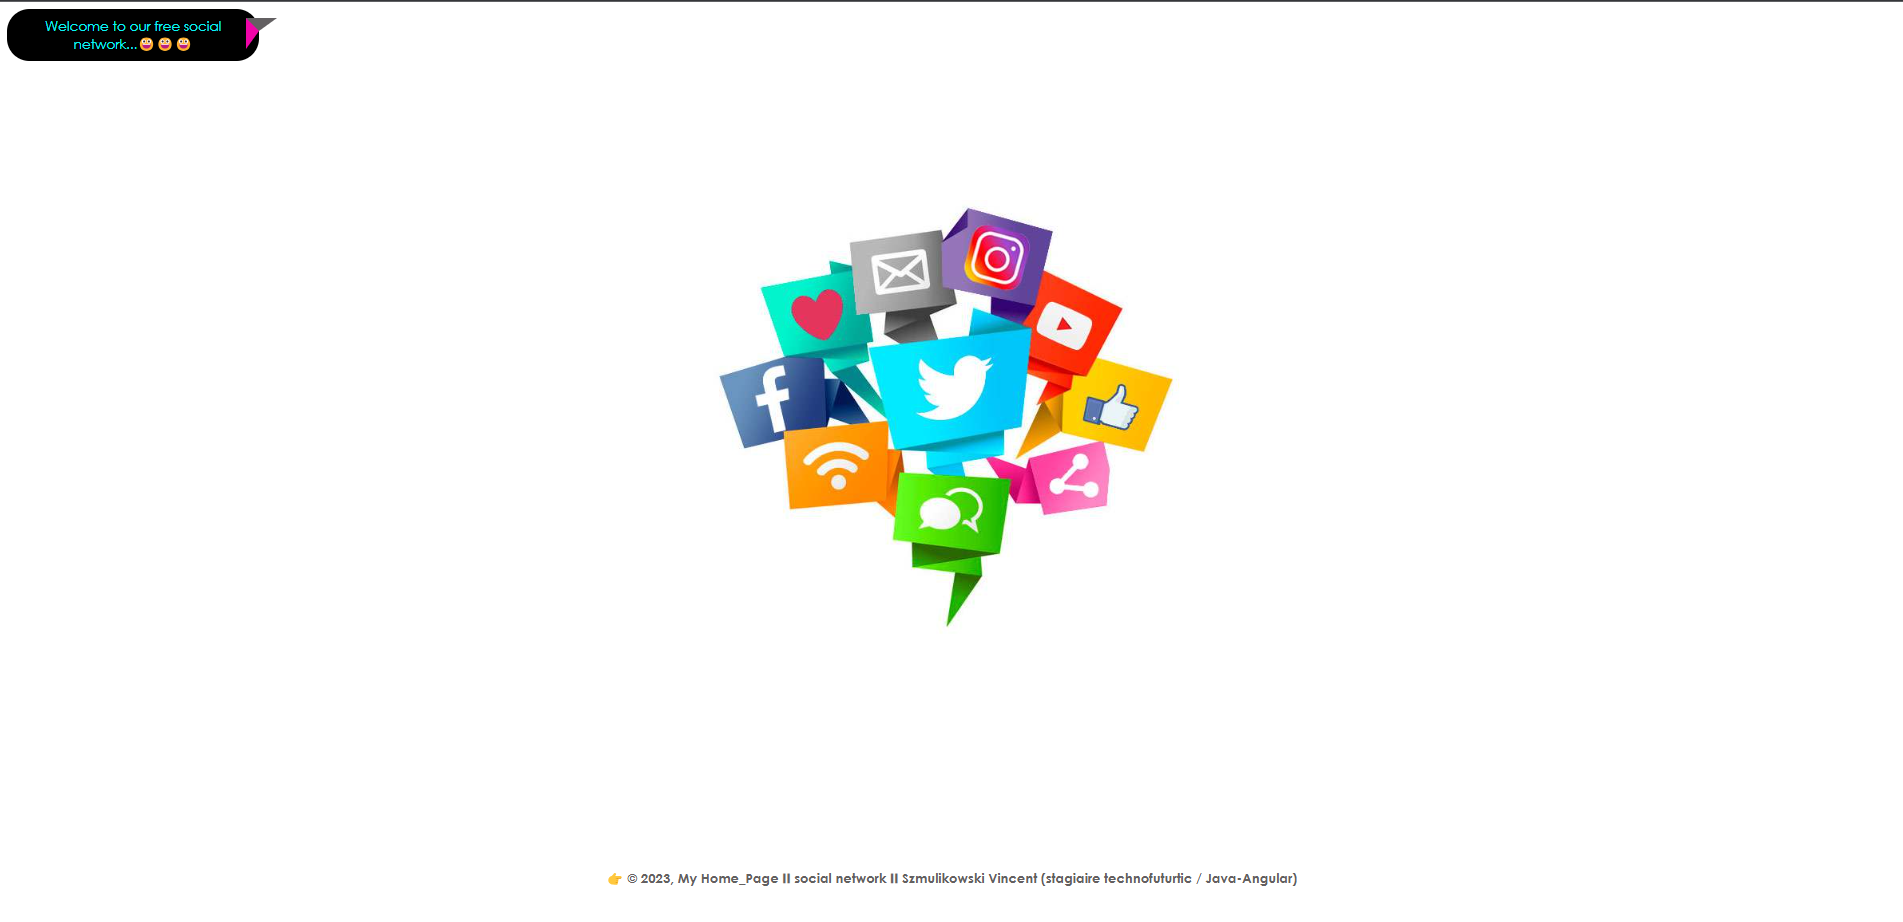 Welcome to our free social
network...😀😀😀
👉 © 2023, My Home_Page II social network II Szmulikowski Vincent (stagiaire technofuturtic / Java-Angular)